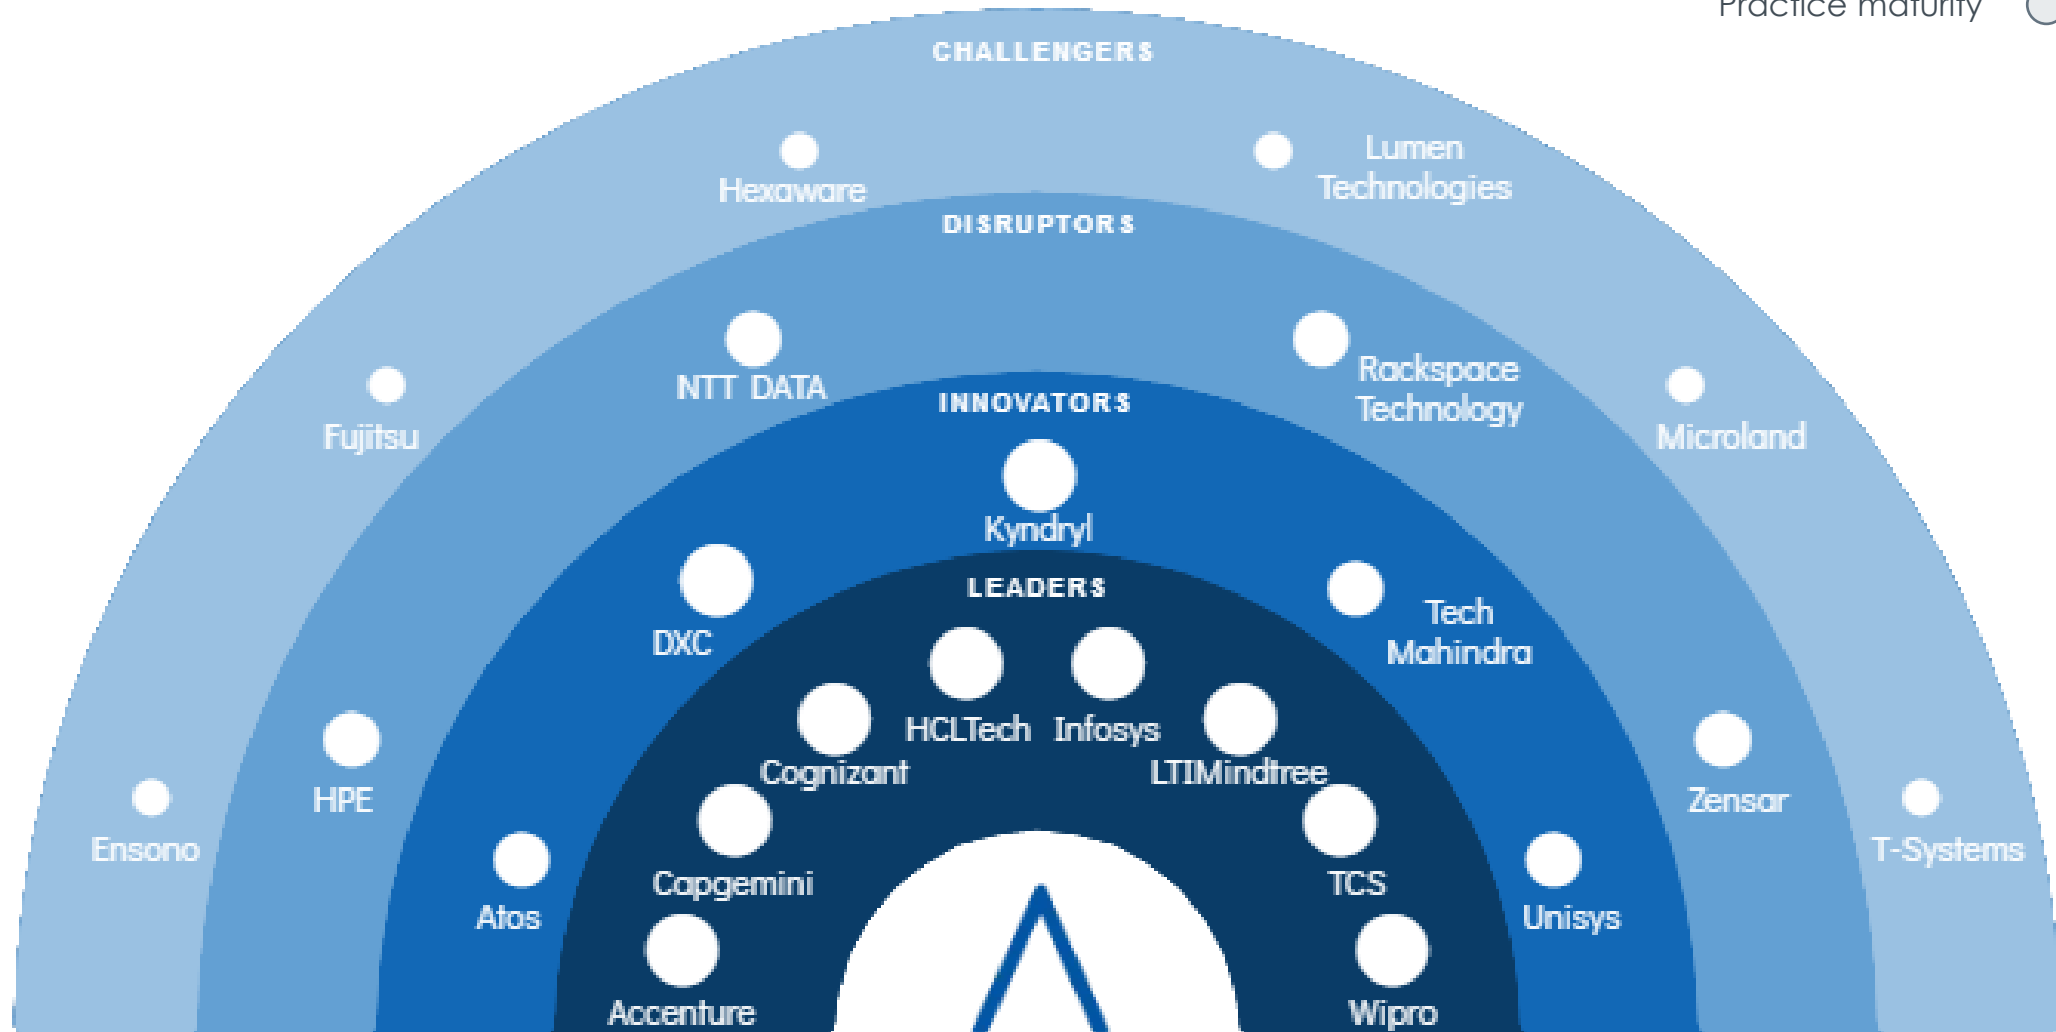 Practice maturity
CHALLENGERS
Hexaware
Lumen
Technologies
DISRUPTORS
NTT DATA
Rackspace
Technology
Fujitsu
Microland
INNOVATORS
Kyndryl
DXC
Tech
Mahindra
LEADERS
HCLTech
Infosys
Cognizant
LTIMindtree
HPE
Zensar
Ensono
T-Systems
Capgemini
TCS
Atos
Unisys
Accenture
Wipro